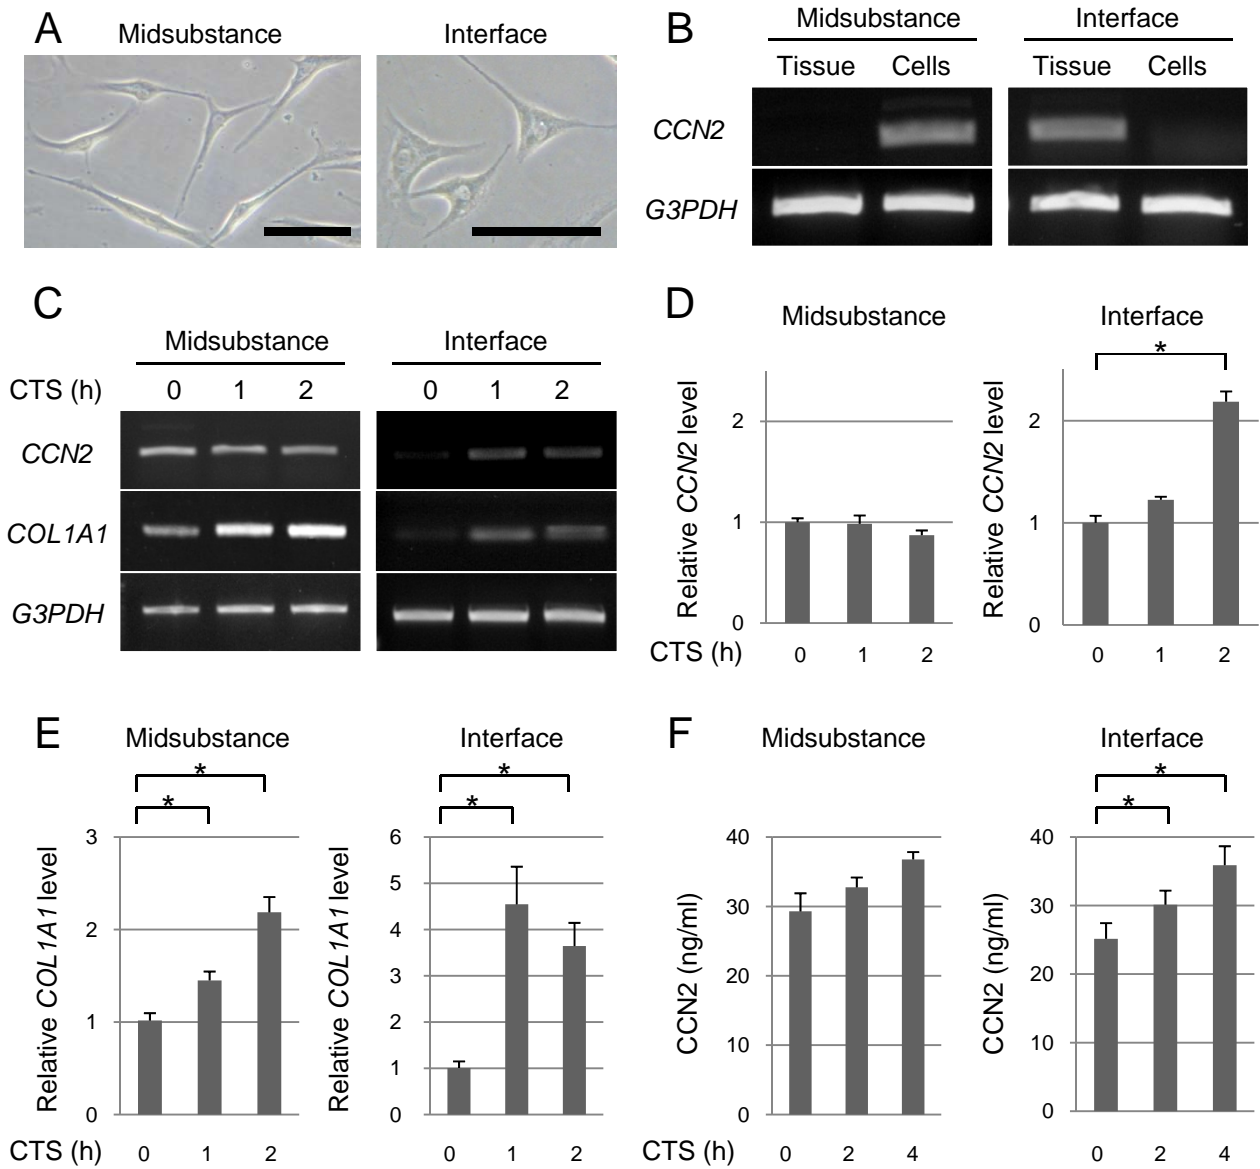 A
Midsubstance Interface
B
Midsubstance Interface
Tissue Cells Tissue Cells
CCN2
G3PDH
C
Midsubstance Interface
CTS (h) 0 1 2 0 1 2
CCN2
COL1A1
G3PDH
D
Midsubstance Interface
*
Relative CCN2 level
2
1
0
Relative CCN2 level
2
1
0
CTS (h) 0 1 2 0 1 2
E
Midsubstance Interface
*
*
*
*
Relative COL1A1 level
3
2
1
0
Relative COL1A1 level
6
5
4
3
2
1
0
CTS (h) 0 1 2 0 1 2
F
Midsubstance Interface
*
*
CCN2 (ng/ml)
40
30
20
10
0
CCN2 (ng/ml)
40
30
20
10
0
CTS (h) 0 2 4 0 2 4